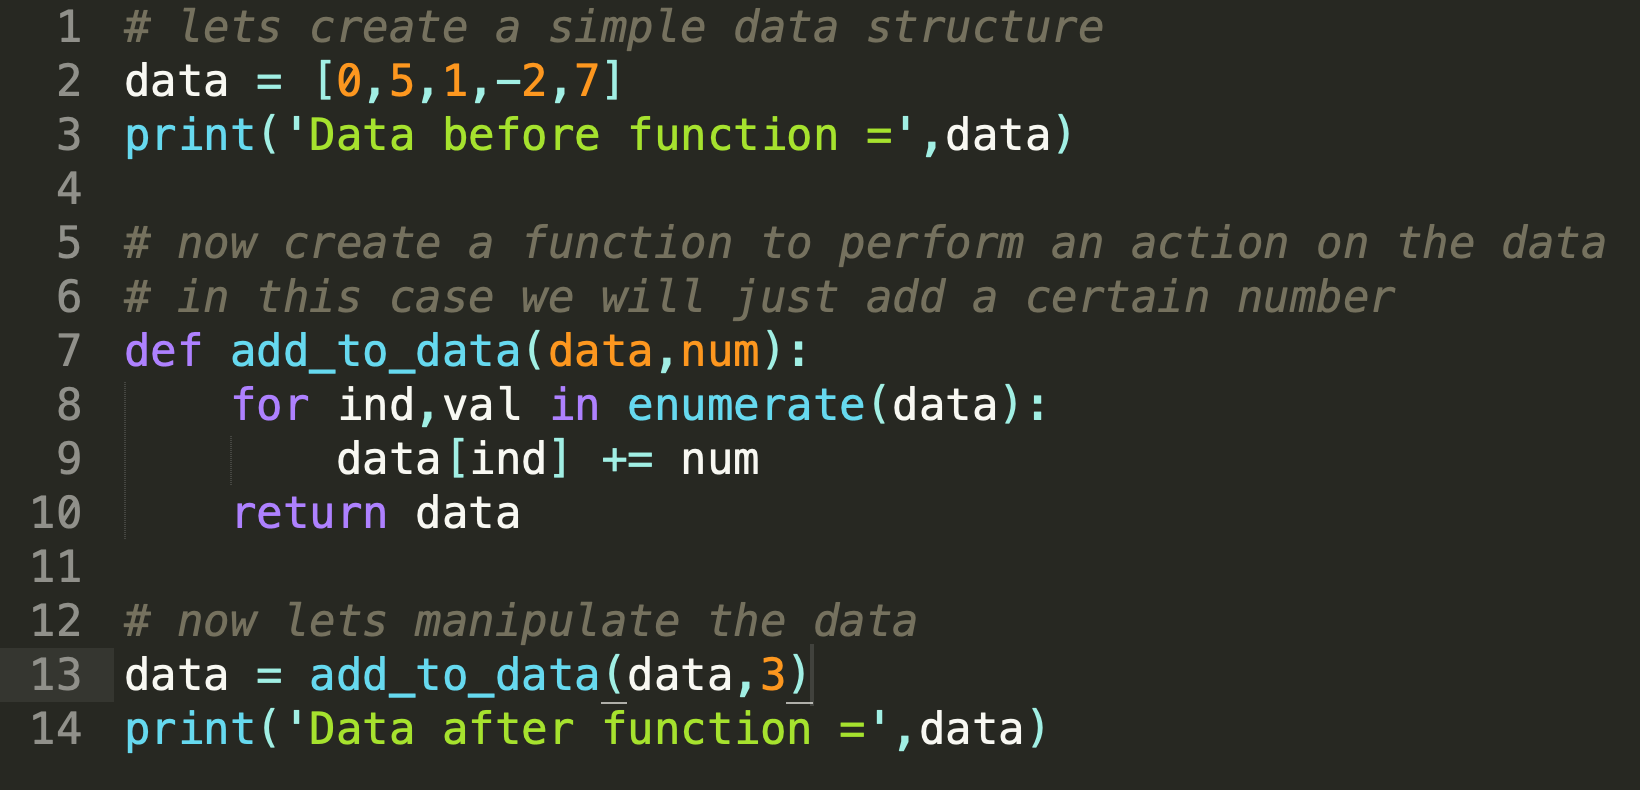 1 # lets create a simple data structure
2 data = [0,5,1,-2,7]
3 print('Data before function =',data)
4
5 # now create a function to perform an action on the data
6 # in this case we will just add a certain number
7 def add_to_data(data,num):
8     for ind,val in enumerate(data):
9         data[ind] += num
10     return data
11
12 # now lets manipulate the data
13 data = add_to_data(data,3)
14 print('Data after function =',data)